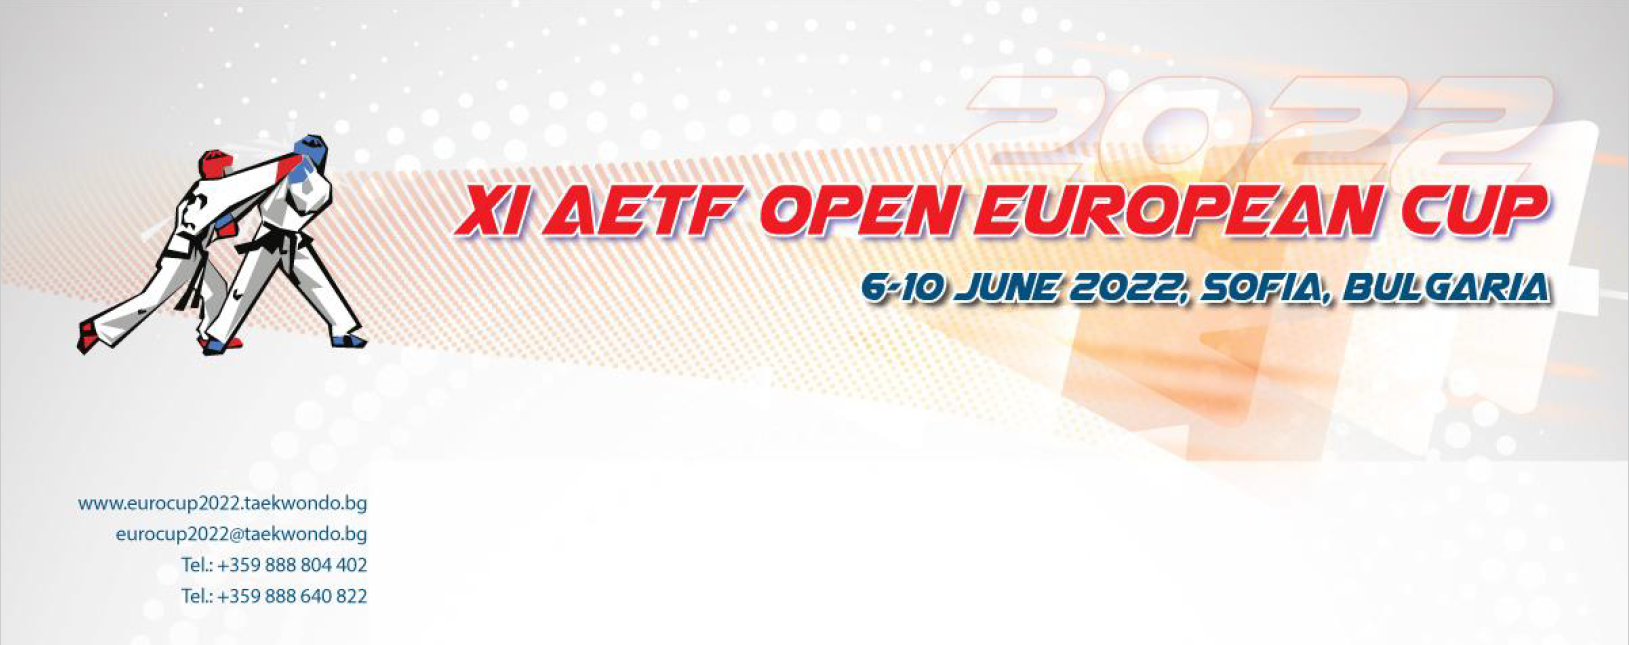 2022
XI AETF OPEN EUROPEAN CUP
6-10 JUNE 2022, SOFIA, BULGARIA
www.eurocup2022.taekwondo.bg
eurocup2022@taekwondo.bg
Tel.: +359 888 804 402
Tel.: +359 888 640 822